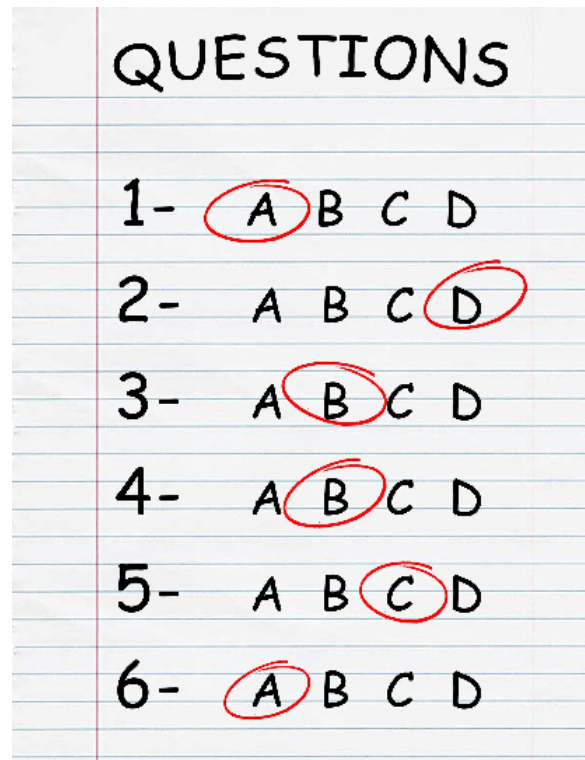 QUESTIONS
1- A B C D
2- A B C D
3- A B C D
4- A B C D
5- A B C D
6- A B C D